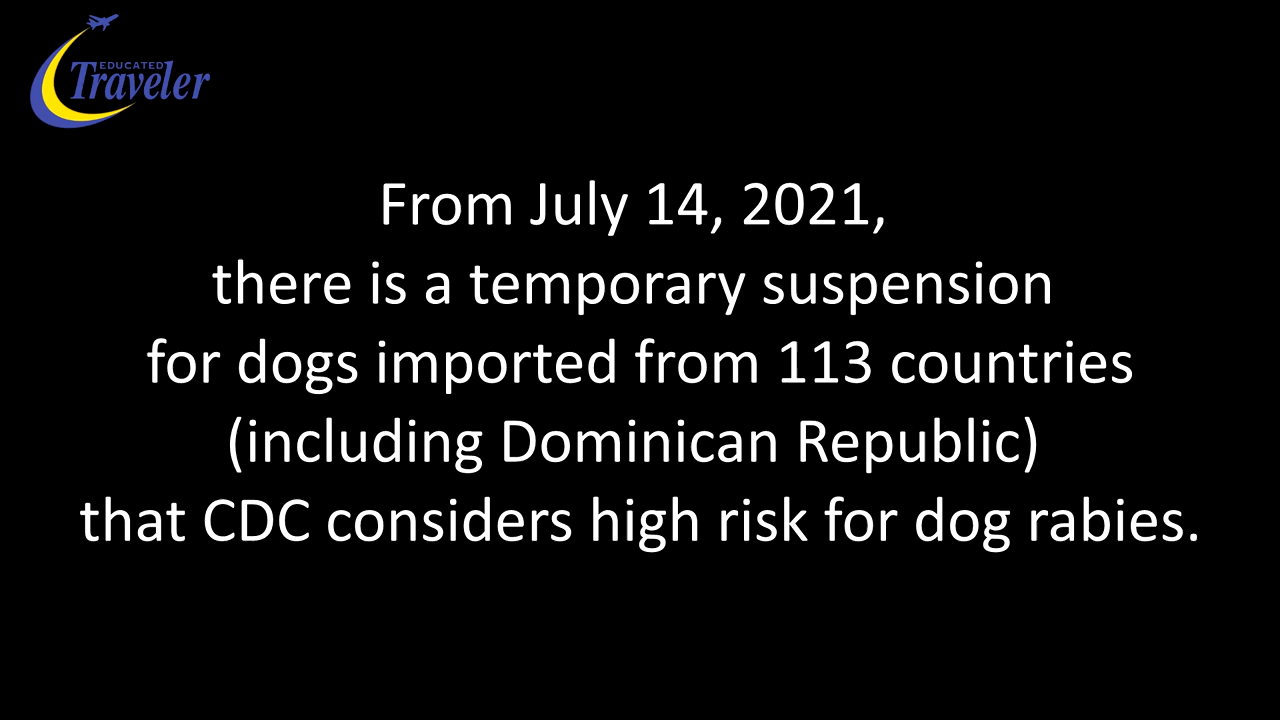 EDUCATED
Traveler
From July 14, 2021,
there is a temporary suspension
for dogs imported from 113 countries
(including Dominican Republic)
that CDC considers high risk for dog rabies.